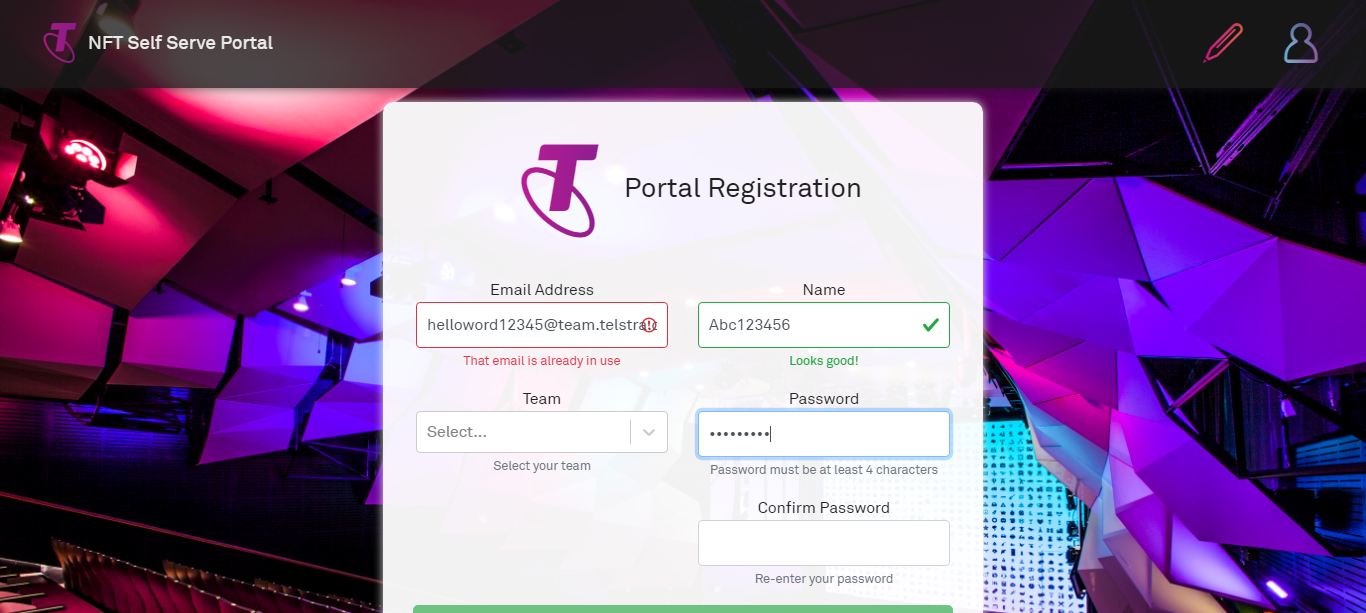 NFT Self Serve Portal
Portal Registration
Email Address
Name
helloword12345@team.telstra
Abc123456
That email is already in use
Looks good!
Team
Password
Select...
•••••••••
Select your team
Password must be at least 4 characters
Confirm Password
Re-enter your password